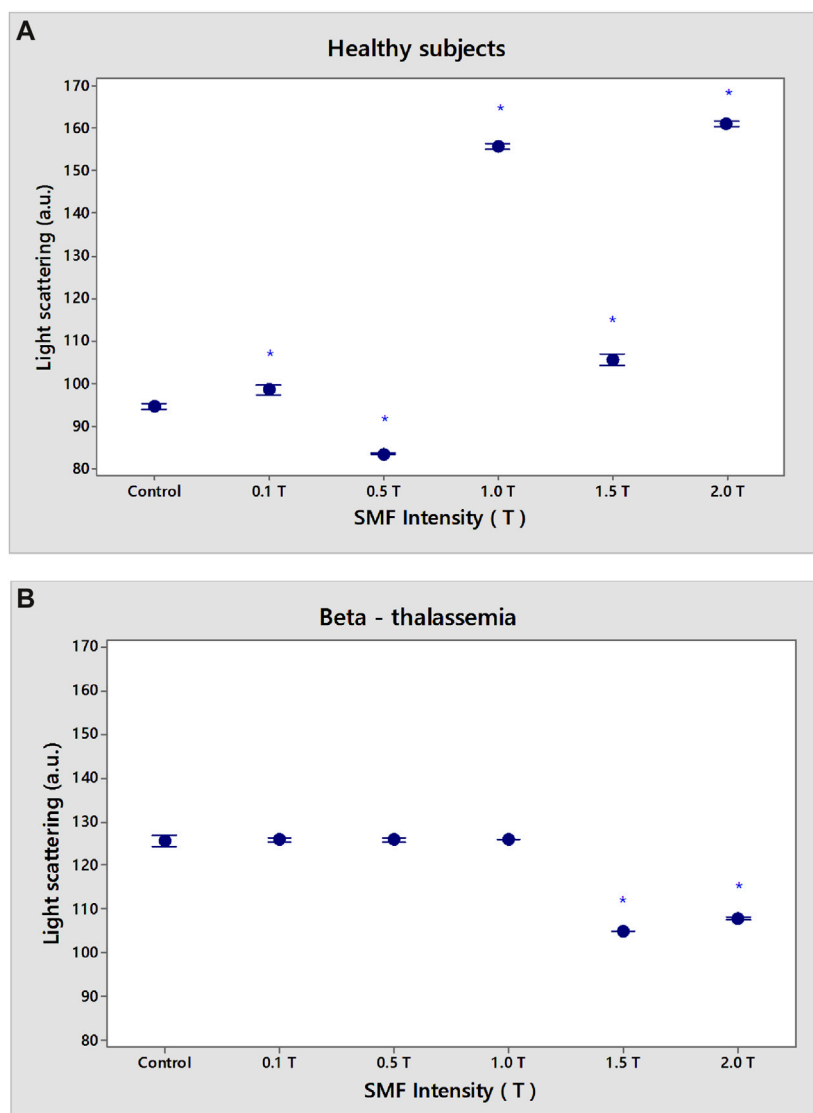 A
Healthy subjects
170
160
150
140
130
120
110
100
90
80
Light scattering (a.u.)
*
*
*
*
*
Control 0.1 T 0.5 T 1.0 T 1.5 T 2.0 T
SMF Intensity ( T )
B
Beta - thalassemia
170
160
150
140
130
120
110
100
90
80
Light scattering (a.u.)
*
*
Control 0.1 T 0.5 T 1.0 T 1.5 T 2.0 T
SMF Intensity ( T )